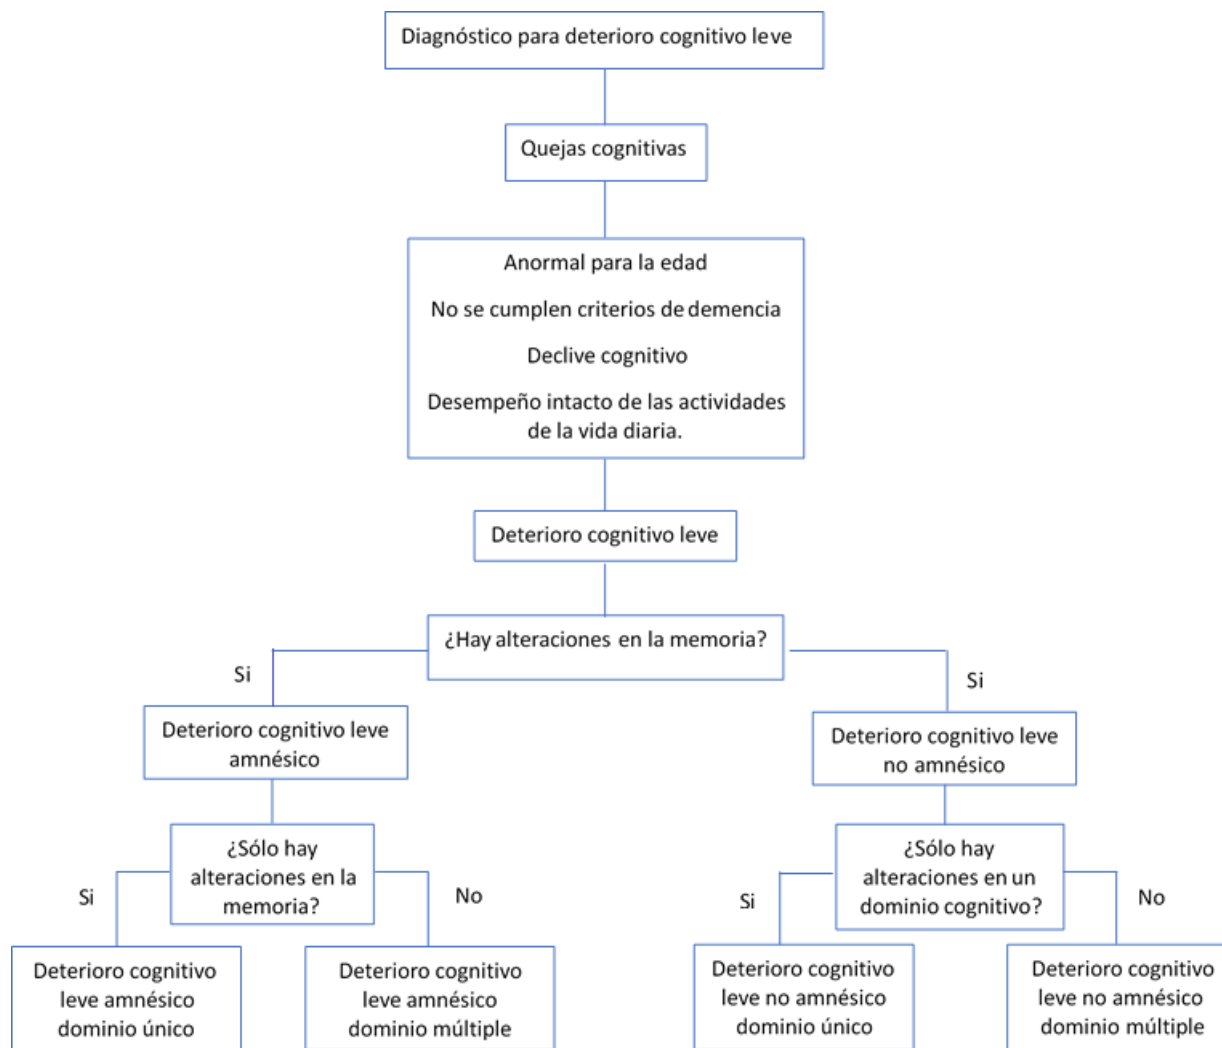 Diagnóstico para deterioro cognitivo leve
Quejas cognitivas
Anormal para la edad
No se cumplen criterios de demencia
Declive cognitivo
Desempeño intacto de las actividades
de la vida diaria.
Deterioro cognitivo leve
¿Hay alteraciones en la memoria?
Si
Si
Deterioro cognitivo leve
amnésico
Deterioro cognitivo leve
no amnésico
¿Sólo hay
alteraciones en la
memoria?
¿Sólo hay
alteraciones en un
dominio cognitivo?
Si
No
Si
No
Deterioro cognitivo
leve amnésico
dominio único
Deterioro cognitivo
leve amnésico
dominio múltiple
Deterioro cognitivo
leve no amnésico
dominio único
Deterioro cognitivo
leve no amnésico
dominio múltiple